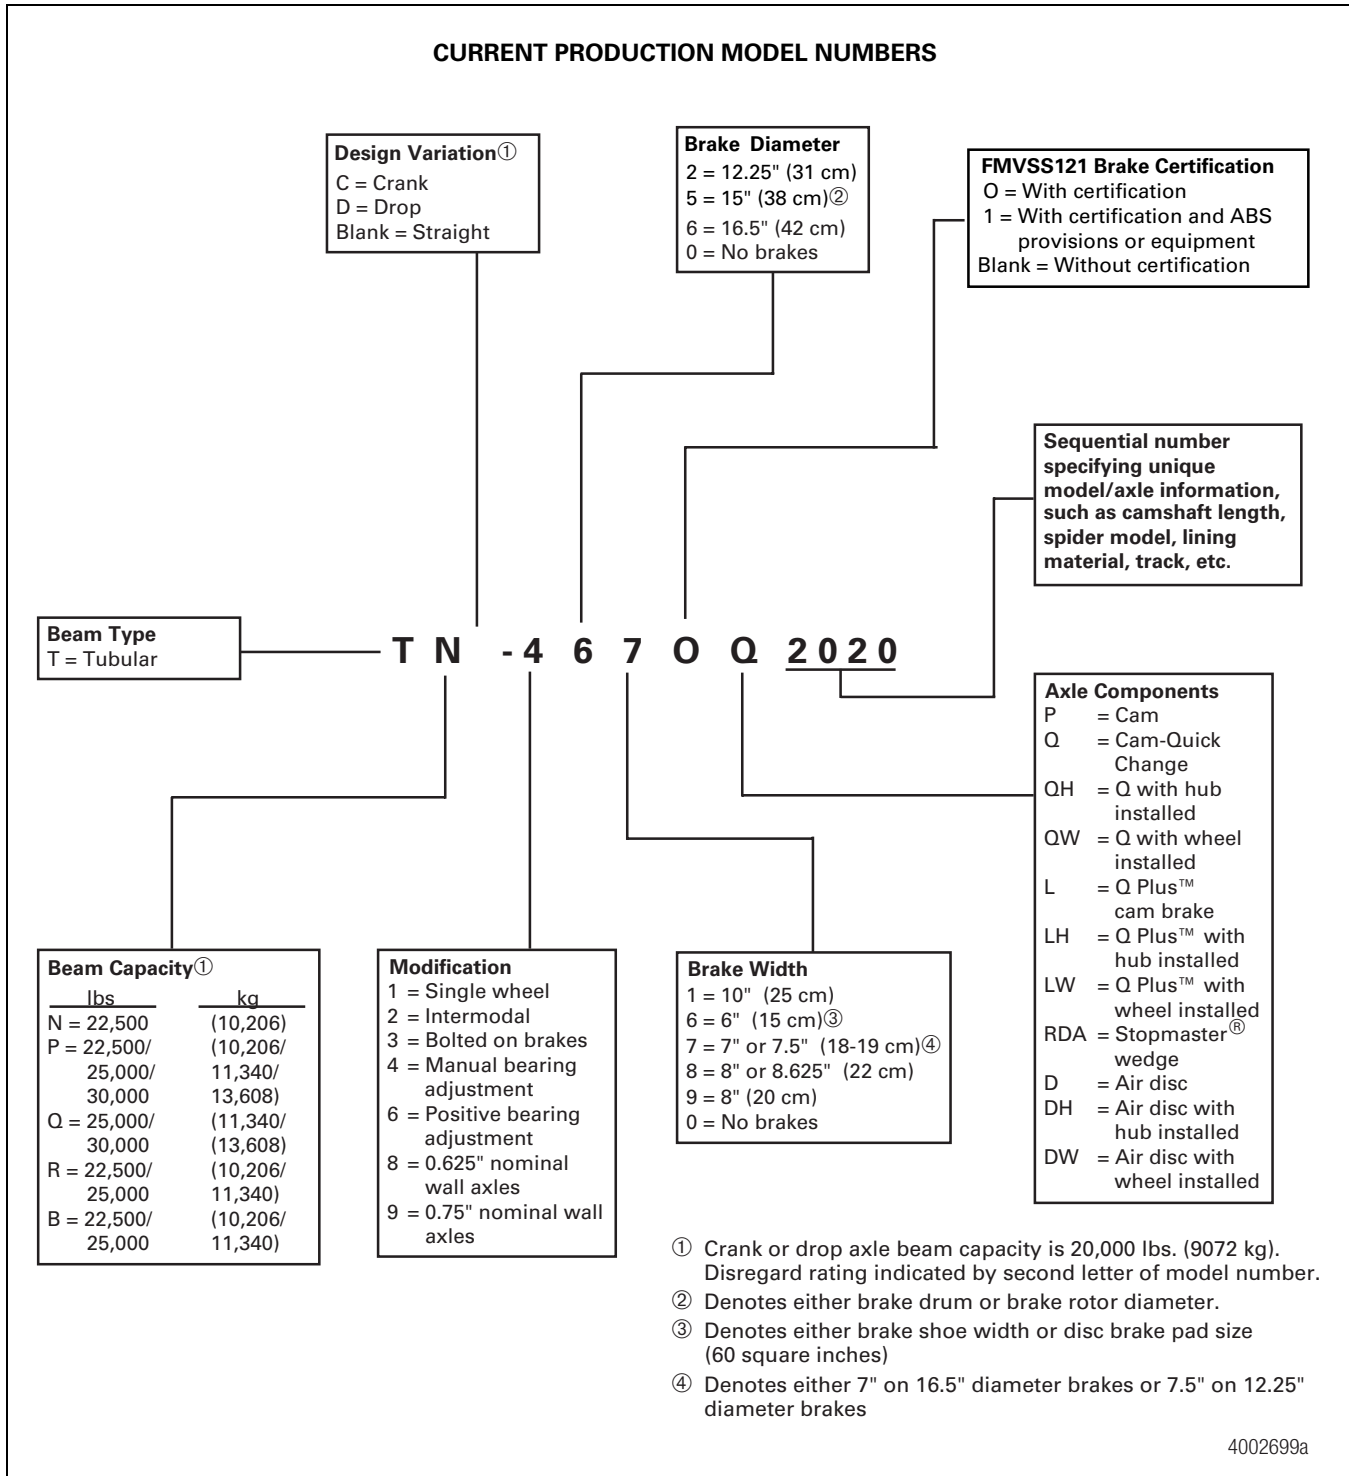 CURRENT PRODUCTION MODEL NUMBERS
Design Variation①
C = Crank
D = Drop
Blank = Straight
Brake Diameter
2 = 12.25" (31 cm)
5 = 15" (38 cm)②
6 = 16.5" (42 cm)
0 = No brakes
FMVSS121 Brake Certification
O = With certification
1 = With certification and ABS
provisions or equipment
Blank = Without certification
Sequential number
specifying unique
model/axle information,
such as camshaft length,
spider model, lining
material, track, etc.
Beam Type
T = Tubular
T N - 4 6 7 O Q 2 0 2 0
Beam Capacity①
lbs kg
N = 22,500 (10,206)
P = 22,500/ (10,206/
25,000/ 11,340/
30,000 13,608)
Q = 25,000/ (11,340/
30,000 (13,608)
R = 22,500/ (10,206/
25,000 11,340)
B = 22,500/ (10,206/
25,000 11,340)
Modification
1 = Single wheel
2 = Intermodal
3 = Bolted on brakes
4 = Manual bearing
adjustment
6 = Positive bearing
adjustment
8 = 0.625" nominal
wall axles
9 = 0.75" nominal wall
axles
Brake Width
1 = 10" (25 cm)
6 = 6" (15 cm)③
7 = 7" or 7.5" (18-19 cm)④
8 = 8" or 8.625" (22 cm)
9 = 8" (20 cm)
0 = No brakes
Axle Components
P = Cam
Q = Cam-Quick
Change
QH = Q with hub
installed
QW = Q with wheel
installed
L = Q Plus™
cam brake
LH = Q Plus™ with
hub installed
LW = Q Plus™ with
wheel installed
RDA = Stopmaster®
wedge
D = Air disc
DH = Air disc with
hub installed
DW = Air disc with
wheel installed
① Crank or drop axle beam capacity is 20,000 lbs. (9072 kg).
Disregard rating indicated by second letter of model number.
② Denotes either brake drum or brake rotor diameter.
③ Denotes either brake shoe width or disc brake pad size
(60 square inches)
④ Denotes either 7" on 16.5" diameter brakes or 7.5" on 12.25"
diameter brakes
4002699a